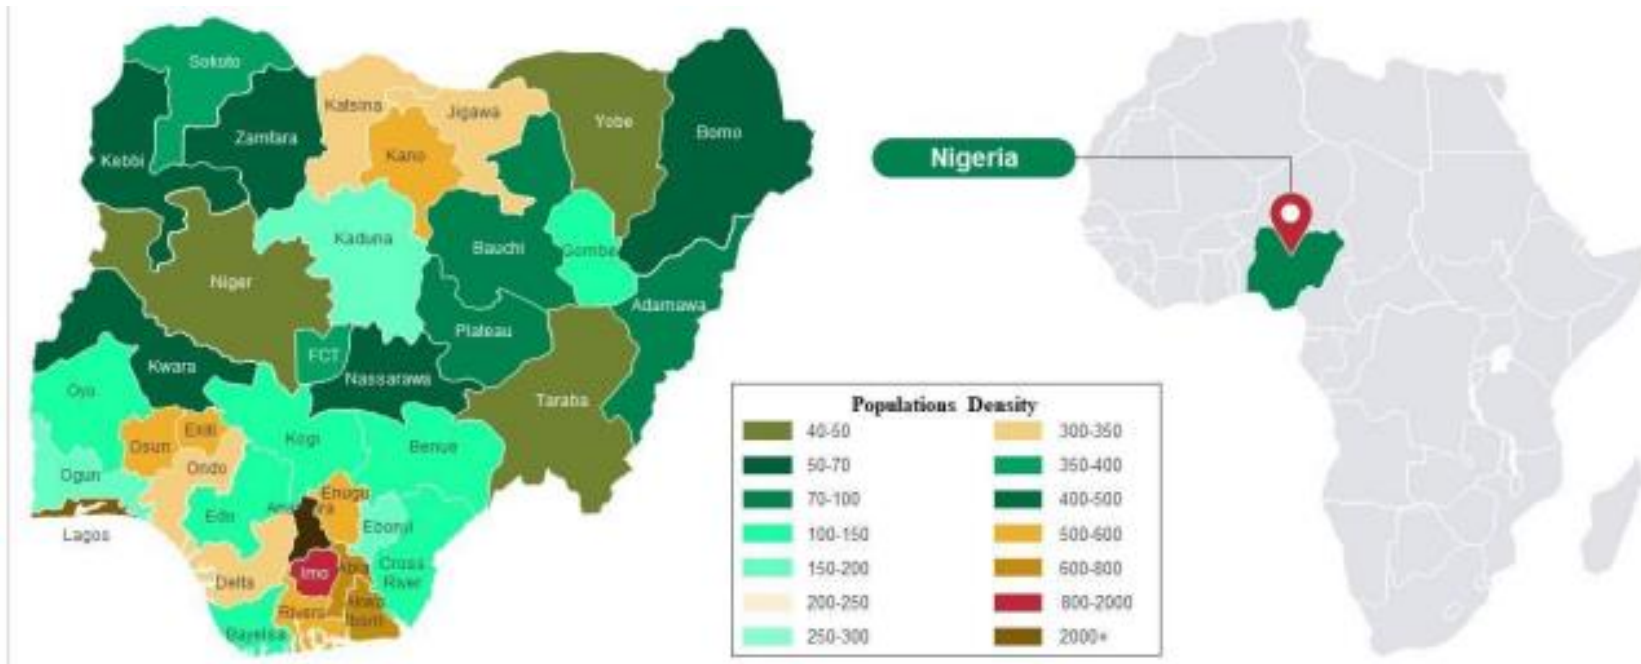 Sokoto
Katsina
Jigawa
Yobe
Borno
Zamfara
Kano
Kebbi
Kaduna
Bauchi
Gombe
Niger
Adamawa
Plateau
FCT
Kwara
Nassarawa
Taraba
Oyo
Kogi
Benue
Osun
Ekiti
Ondo
Ogun
Enugu
Edo
Ebonyi
Lagos
Imo
Abia
Cross
River
Delta
Rivers
Akwa
Ibom
Bayelsa
Nigeria
Populations Density
40-50
50-70
70-100
100-150
150-200
200-250
250-300
300-350
350-400
400-500
500-600
600-800
800-2000
2000+